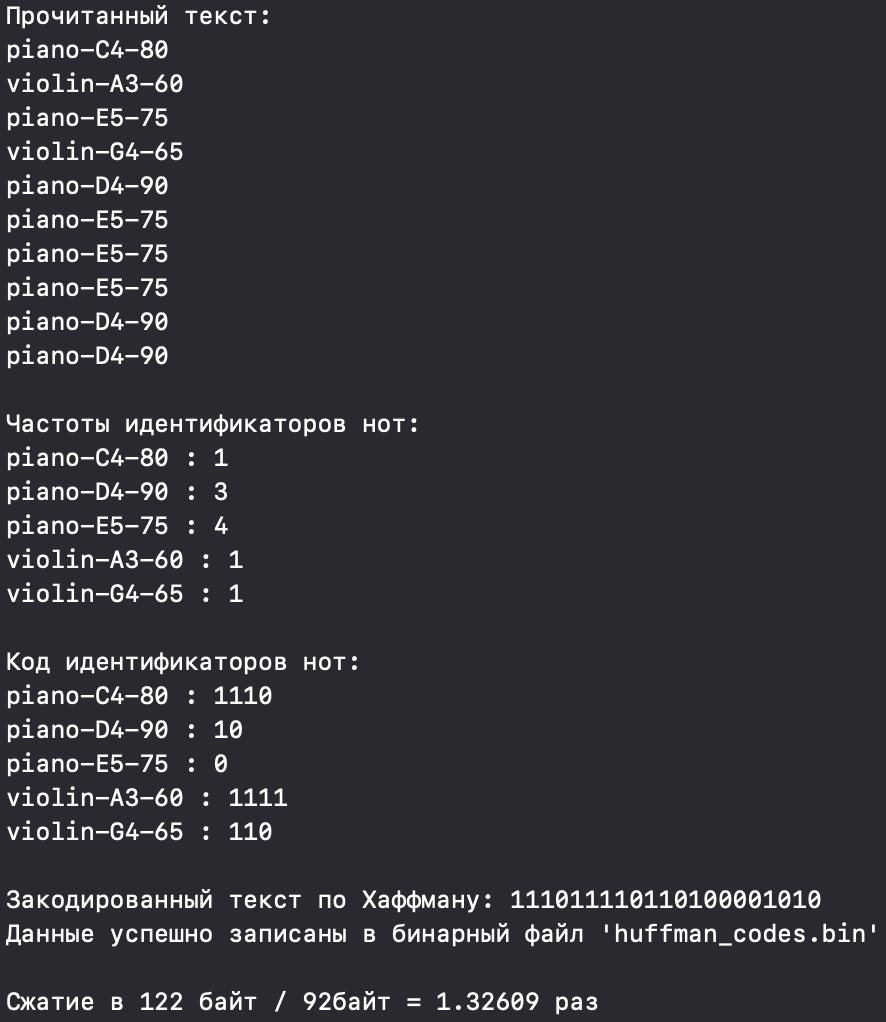 Прочитанный текст:
piano-C4-80
violin-A3-60
piano-E5-75
violin-G4-65
piano-D4-90
piano-E5-75
piano-E5-75
piano-E5-75
piano-D4-90
piano-D4-90
Частоты идентификаторов нот:
piano-C4-80 : 1
piano-D4-90 : 3
piano-E5-75 : 4
violin-A3-60 : 1
violin-G4-65 : 1
Код идентификаторов нот:
piano-C4-80 : 1110
piano-D4-90 : 10
piano-E5-75 : 0
violin-A3-60 : 1111
violin-G4-65 : 110
Закодированный текст по Хаффману: 111011110110100001010
Данные успешно записаны в бинарный файл 'huffman_codes.bin'
Сжатие в 122 байт / 92байт = 1.32609 раз